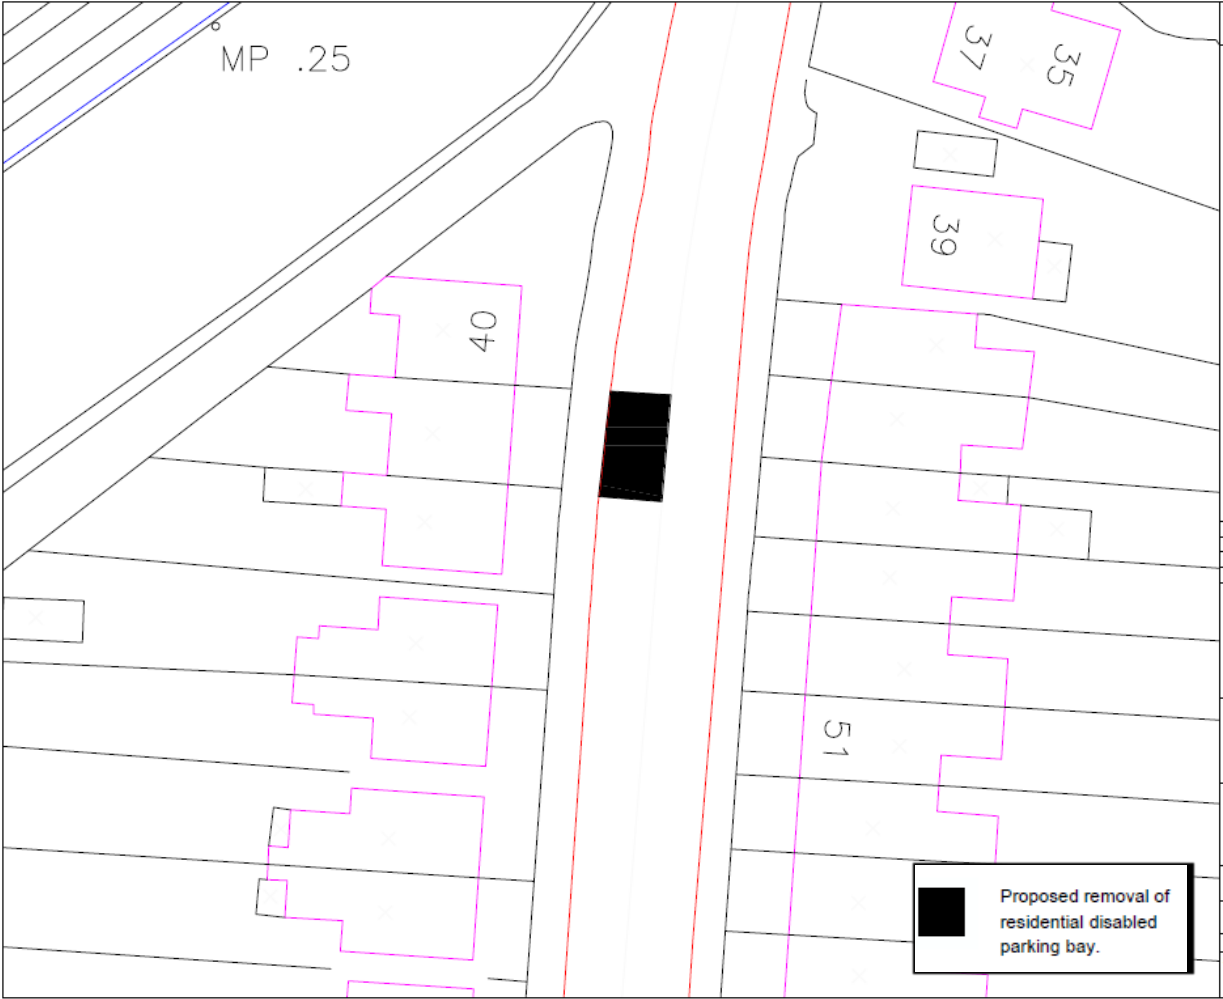 MP .25
37
35
39
40
51
Proposed removal of
residential disabled
parking bay.